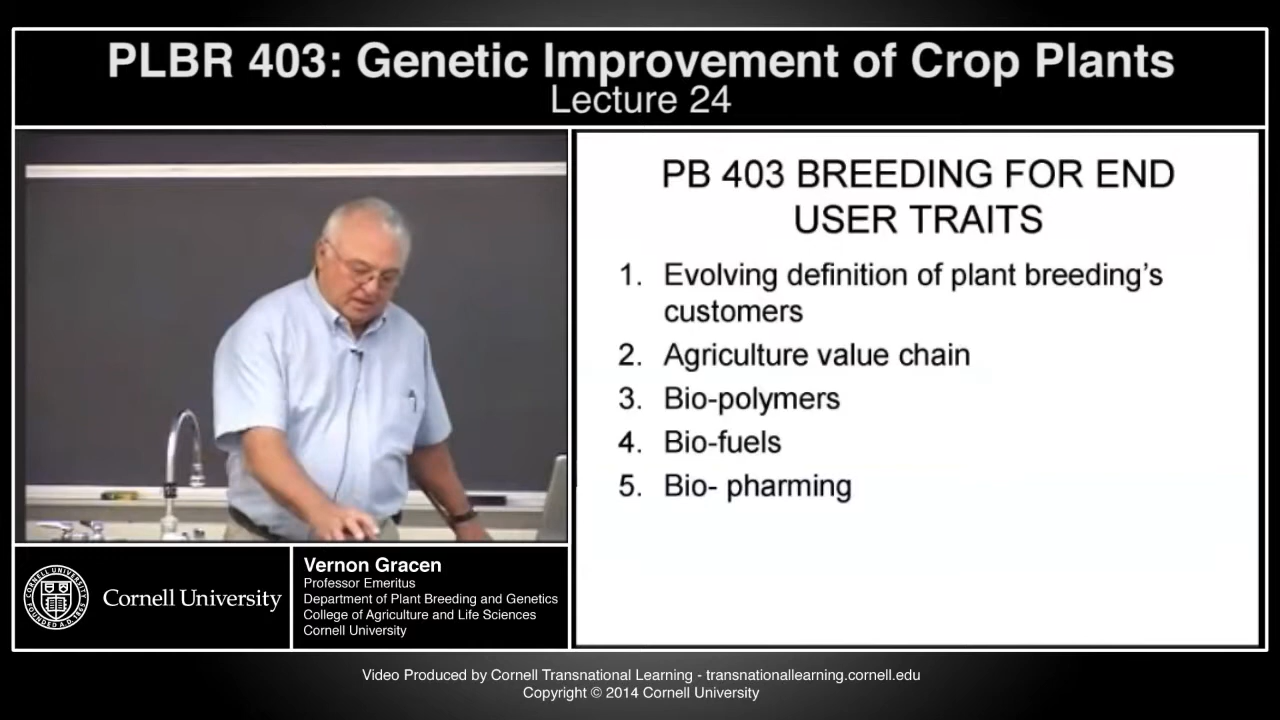 PLBR 403: Genetic Improvement of Crop Plants
Lecture 24
PB 403 BREEDING FOR END
USER TRAITS
1. Evolving definition of plant breeding's
customers
2. Agriculture value chain
3. Bio-polymers
4. Bio-fuels
5. Bio- pharming
Cornell University
Vernon Gracen
Professor Emeritus
Department of Plant Breeding and Genetics
College of Agriculture and Life Sciences
Cornell University
Video Produced by Cornell Transnational Learning - transnationallearning.cornell.edu
Copyright © 2014 Cornell University